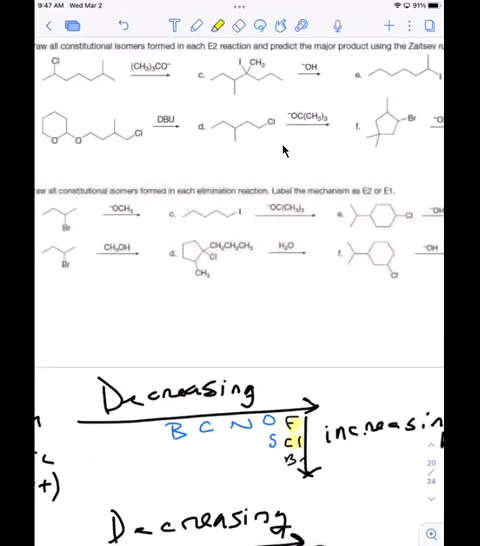 9:47 AM Wed Mar 2
91%
raw all constitutional isomers formed in each E2 reaction and predict the major product using the Zaitsev ru
Cl
(CH3)3CO⁻
c.
I CH3
⁻OH
e.
I
O O Cl
DBU
d.
Cl
⁻OC(CH3)3
f.
Br
⁻O
aw all constitutional isomers formed in each elimination reaction. Label the mechanism as E2 or E1.
Br
⁻OCH3
c.
I
⁻OC(CH3)3
e.
Cl
⁻OH
Br
CH3OH
d.
CH2CH2CH3
Cl
CH3
H2O
f.
Cl
⁻OH
Decreasing
B C N O F
S Cl
Br
increasing
+)
20
/
24
Decreasing